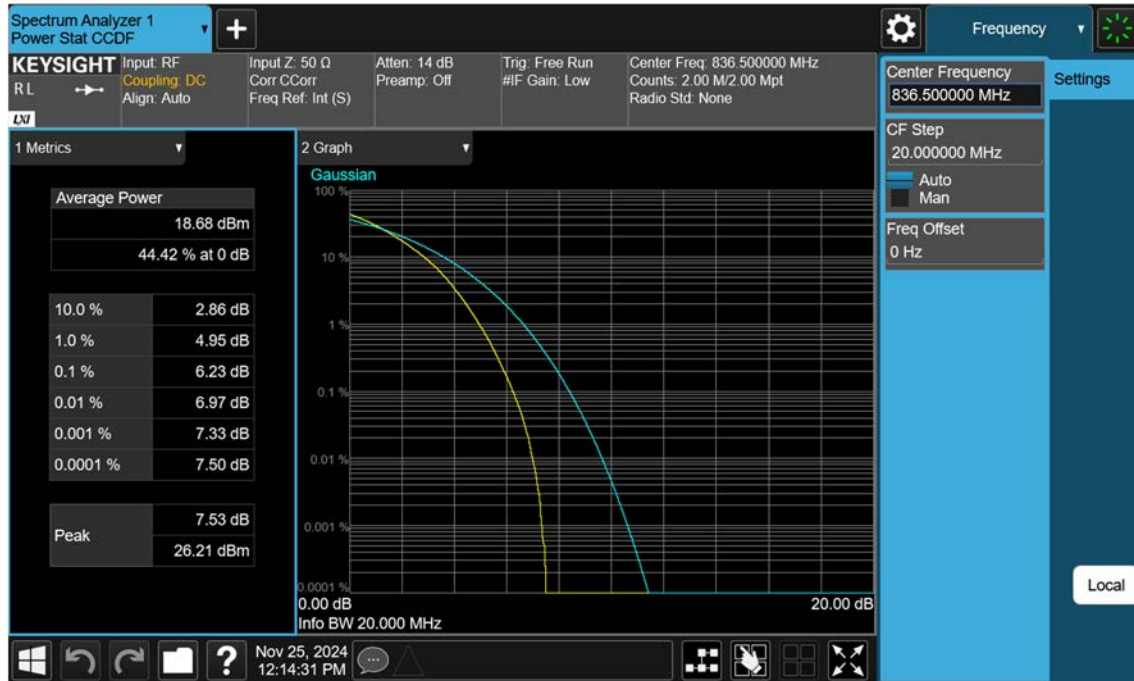 Spectrum Analyzer 1
Power Stat CCDF
+
Frequency
KEYSIGHT
R L
LXI
Input: RF
Coupling: DC
Align: Auto
Input Z: 50 Ω
Corr CCorr
Freq Ref: Int (S)
Atten: 14 dB
Preamp: Off
Trig: Free Run
#IF Gain: Low
Center Freq: 836.500000 MHz
Counts: 2.00 M/2.00 Mpt
Radio Std: None
Center Frequency
836.500000 MHz
Settings
CF Step
20.000000 MHz
Auto
Man
Freq Offset
0 Hz
Local
1 Metrics
Average Power
18.68 dBm
44.42 % at 0 dB
10.0 % 2.86 dB
1.0 % 4.95 dB
0.1 % 6.23 dB
0.01 % 6.97 dB
0.001 % 7.33 dB
0.0001 % 7.50 dB
Peak
7.53 dB
26.21 dBm
2 Graph
Gaussian
100 %
10 %
1 %
0.1 %
0.01 %
0.001 %
0.0001 %
0.00 dB 20.00 dB
Info BW 20.000 MHz
?
Nov 25, 2024
12:14:31 PM